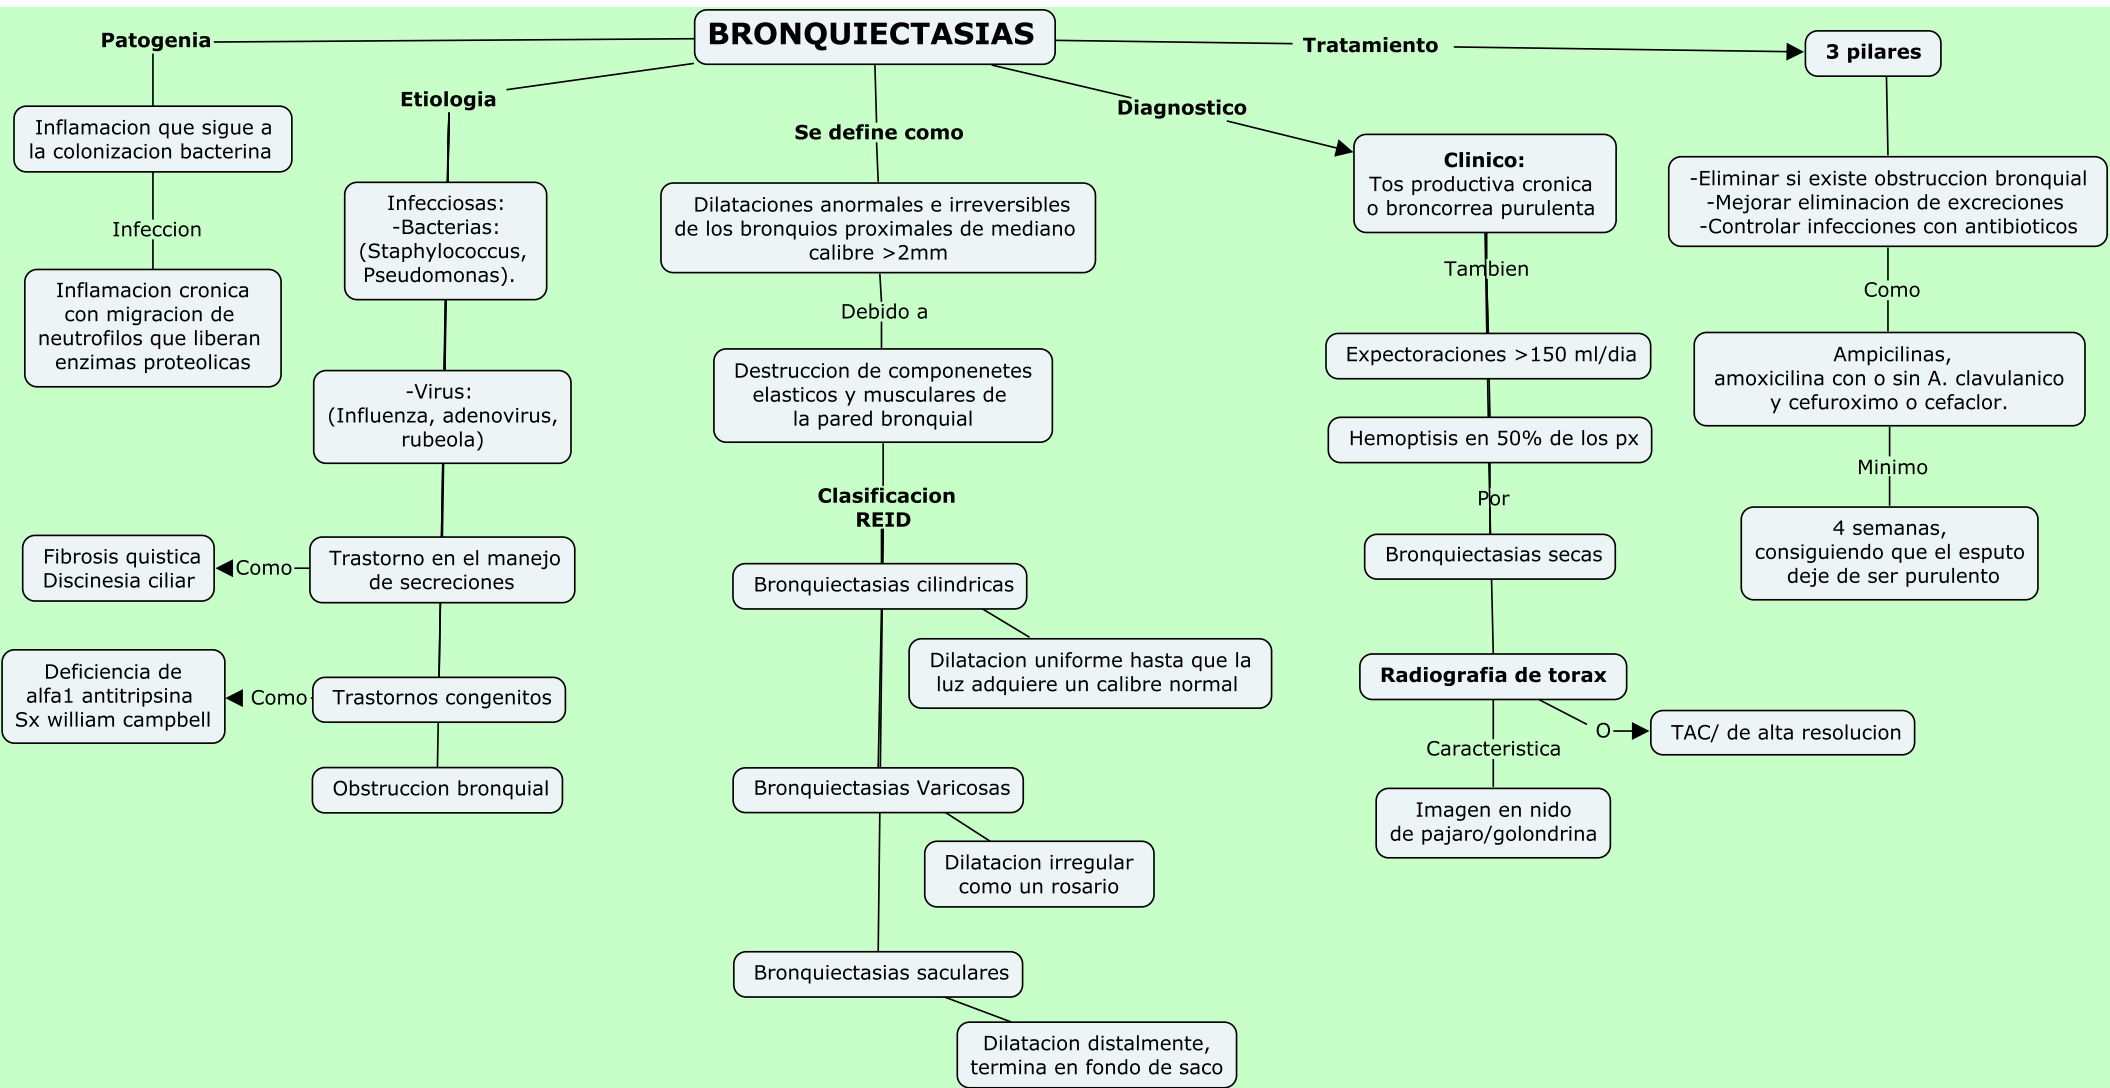 BRONQUIECTASIAS
Patogenia
Inflamacion que sigue a
la colonizacion bacterina
Infeccion
Inflamacion cronica
con migracion de
neutrofilos que liberan
enzimas proteolicas
Etiologia
Infecciosas:
-Bacterias:
(Staphylococcus,
Pseudomonas).
-Virus:
(Influenza, adenovirus,
rubeola)
Trastorno en el manejo
de secreciones
Como
Fibrosis quistica
Discinesia ciliar
Trastornos congenitos
Como
Deficiencia de
alfa1 antitripsina
Sx william campbell
Obstruccion bronquial
Se define como
Dilataciones anormales e irreversibles
de los bronquios proximales de mediano
calibre >2mm
Debido a
Destruccion de componenetes
elasticos y musculares de
la pared bronquial
Clasificacion
REID
Bronquiectasias cilindricas
Dilatacion uniforme hasta que la
luz adquiere un calibre normal
Bronquiectasias Varicosas
Dilatacion irregular
como un rosario
Bronquiectasias saculares
Dilatacion distalmente,
termina en fondo de saco
Diagnostico
Clinico:
Tos productiva cronica
o broncorrea purulenta
Tambien
Expectoraciones >150 ml/dia
Hemoptisis en 50% de los px
Por
Bronquiectasias secas
Radiografia de torax
O
TAC/ de alta resolucion
Caracteristica
Imagen en nido
de pajaro/golondrina
Tratamiento
3 pilares
-Eliminar si existe obstruccion bronquial
-Mejorar eliminacion de excreciones
-Controlar infecciones con antibioticos
Como
Ampicilinas,
amoxicilina con o sin A. clavulanico
y cefuroximo o cefaclor.
Minimo
4 semanas,
consiguiendo que el esputo
deje de ser purulento